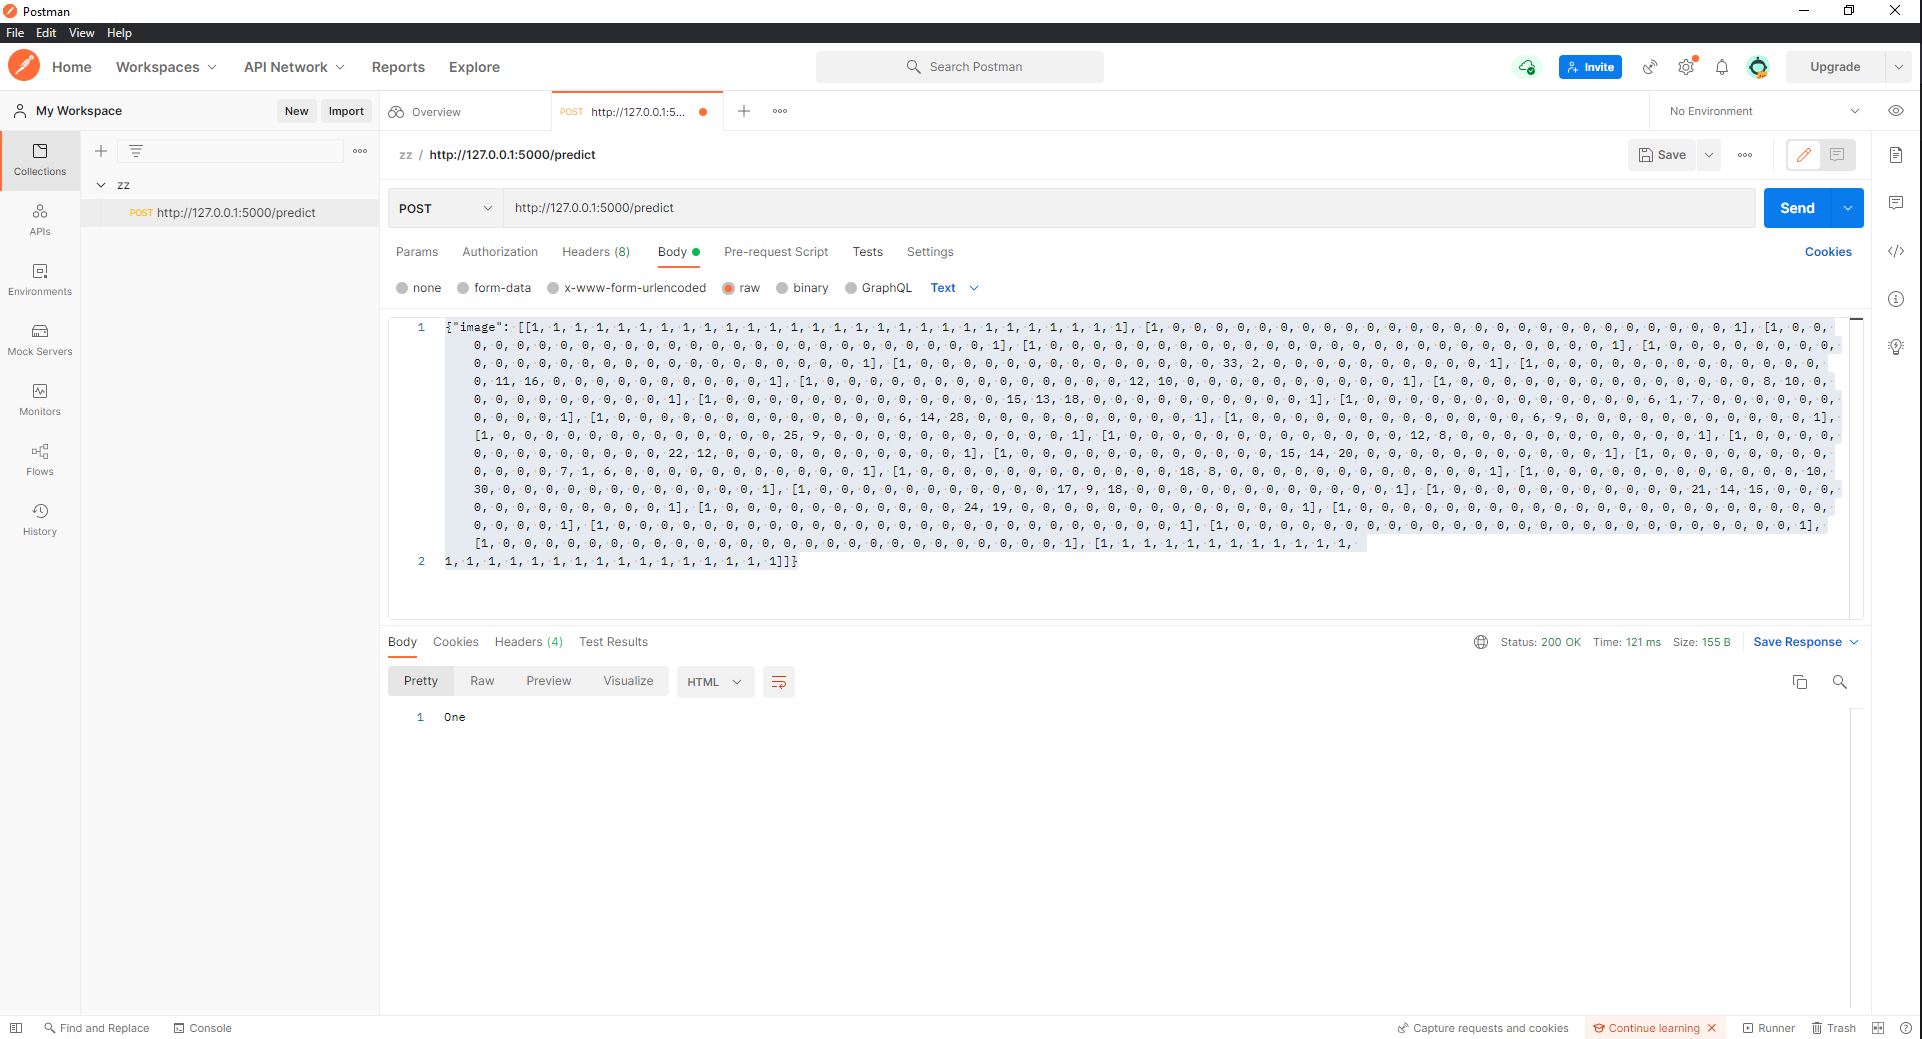 Postman
File Edit View Help
Home Workspaces API Network Reports Explore Search Postman Invite Upgrade
My Workspace New Import Overview POST http://127.0.0.1:5... No Environment
Collections
APIs
Environments
Mock Servers
Monitors
Flows
History
zz
POST http://127.0.0.1:5000/predict
zz / http://127.0.0.1:5000/predict Save
POST http://127.0.0.1:5000/predict Send
Params Authorization Headers (8) Body Pre-request Script Tests Settings Cookies
none form-data x-www-form-urlencoded raw binary GraphQL Text
1 {"image": [[1, 1, 1, 1, 1, 1, 1, 1, 1, 1, 1, 1, 1, 1, 1, 1, 1, 1, 1, 1, 1, 1, 1, 1, 1, 1, 1, 1], [1, 0, 0, 0, 0, 0, 0, 0, 0, 0, 0, 0, 0, 0, 0, 0, 0, 0, 0, 0, 0, 0, 0, 0, 0, 0, 0, 1], [1, 0, 0,
0, 0, 0, 0, 0, 0, 0, 0, 0, 0, 0, 0, 0, 0, 0, 0, 0, 0, 0, 0, 0, 0, 1], [1, 0, 0, 0, 0, 0, 0, 0, 0, 0, 0, 0, 0, 0, 0, 0, 0, 0, 0, 0, 0, 0, 0, 0, 0, 0, 0, 1], [1, 0, 0, 0, 0, 0, 0, 0, 0,
0, 0, 0, 0, 0, 0, 0, 0, 0, 0, 0, 0, 0, 0, 0, 0, 0, 0, 1], [1, 0, 0, 0, 0, 0, 0, 0, 0, 0, 0, 0, 0, 0, 0, 33, 2, 0, 0, 0, 0, 0, 0, 0, 0, 0, 0, 1], [1, 0, 0, 0, 0, 0, 0, 0, 0, 0, 0, 0, 0, 0,
0, 11, 16, 0, 0, 0, 0, 0, 0, 0, 0, 0, 0, 1], [1, 0, 0, 0, 0, 0, 0, 0, 0, 0, 0, 0, 0, 0, 0, 12, 10, 0, 0, 0, 0, 0, 0, 0, 0, 0, 0, 1], [1, 0, 0, 0, 0, 0, 0, 0, 0, 0, 0, 0, 0, 0, 0, 8, 10, 0,
0, 0, 0, 0, 0, 0, 0, 0, 0, 1], [1, 0, 0, 0, 0, 0, 0, 0, 0, 0, 0, 0, 0, 0, 15, 13, 18, 0, 0, 0, 0, 0, 0, 0, 0, 0, 0, 1], [1, 0, 0, 0, 0, 0, 0, 0, 0, 0, 0, 0, 0, 0, 6, 1, 7, 0, 0, 0, 0, 0, 0,
0, 0, 0, 0, 1], [1, 0, 0, 0, 0, 0, 0, 0, 0, 0, 0, 0, 0, 0, 6, 14, 28, 0, 0, 0, 0, 0, 0, 0, 0, 0, 0, 1], [1, 0, 0, 0, 0, 0, 0, 0, 0, 0, 0, 0, 0, 0, 6, 9, 0, 0, 0, 0, 0, 0, 0, 0, 0, 0, 0, 1],
[1, 0, 0, 0, 0, 0, 0, 0, 0, 0, 0, 0, 0, 0, 25, 9, 0, 0, 0, 0, 0, 0, 0, 0, 0, 0, 0, 1], [1, 0, 0, 0, 0, 0, 0, 0, 0, 0, 0, 0, 0, 0, 12, 8, 0, 0, 0, 0, 0, 0, 0, 0, 0, 0, 0, 1], [1, 0, 0, 0, 0,
0, 0, 0, 0, 0, 0, 0, 0, 0, 22, 12, 0, 0, 0, 0, 0, 0, 0, 0, 0, 0, 0, 1], [1, 0, 0, 0, 0, 0, 0, 0, 0, 0, 0, 0, 0, 15, 14, 20, 0, 0, 0, 0, 0, 0, 0, 0, 0, 0, 0, 1], [1, 0, 0, 0, 0, 0, 0, 0, 0,
0, 0, 0, 0, 7, 1, 6, 0, 0, 0, 0, 0, 0, 0, 0, 0, 0, 0, 1], [1, 0, 0, 0, 0, 0, 0, 0, 0, 0, 0, 0, 0, 18, 8, 0, 0, 0, 0, 0, 0, 0, 0, 0, 0, 0, 0, 1], [1, 0, 0, 0, 0, 0, 0, 0, 0, 0, 0, 0, 0, 10,
30, 0, 0, 0, 0, 0, 0, 0, 0, 0, 0, 0, 0, 1], [1, 0, 0, 0, 0, 0, 0, 0, 0, 0, 0, 0, 17, 9, 18, 0, 0, 0, 0, 0, 0, 0, 0, 0, 0, 0, 0, 1], [1, 0, 0, 0, 0, 0, 0, 0, 0, 0, 0, 0, 21, 14, 15, 0, 0, 0,
0, 0, 0, 0, 0, 0, 0, 0, 0, 1], [1, 0, 0, 0, 0, 0, 0, 0, 0, 0, 0, 0, 24, 19, 0, 0, 0, 0, 0, 0, 0, 0, 0, 0, 0, 0, 0, 1], [1, 0, 0, 0, 0, 0, 0, 0, 0, 0, 0, 0, 0, 0, 0, 0, 0, 0, 0, 0, 0, 0, 0,
0, 0, 0, 0, 1], [1, 0, 0, 0, 0, 0, 0, 0, 0, 0, 0, 0, 0, 0, 0, 0, 0, 0, 0, 0, 0, 0, 0, 0, 0, 0, 0, 1], [1, 0, 0, 0, 0, 0, 0, 0, 0, 0, 0, 0, 0, 0, 0, 0, 0, 0, 0, 0, 0, 0, 0, 0, 0, 0, 0, 1],
[1, 0, 0, 0, 0, 0, 0, 0, 0, 0, 0, 0, 0, 0, 0, 0, 0, 0, 0, 0, 0, 0, 0, 0, 0, 0, 0, 1], [1, 1, 1, 1, 1, 1, 1, 1, 1, 1, 1, 1,
2 1, 1, 1, 1, 1, 1, 1, 1, 1, 1, 1, 1, 1, 1, 1, 1]]}
Body Cookies Headers (4) Test Results Status: 200 OK Time: 121 ms Size: 155 B Save Response
Pretty Raw Preview Visualize HTML
1 One
Find and Replace Console Capture requests and cookies Continue learning Runner Trash